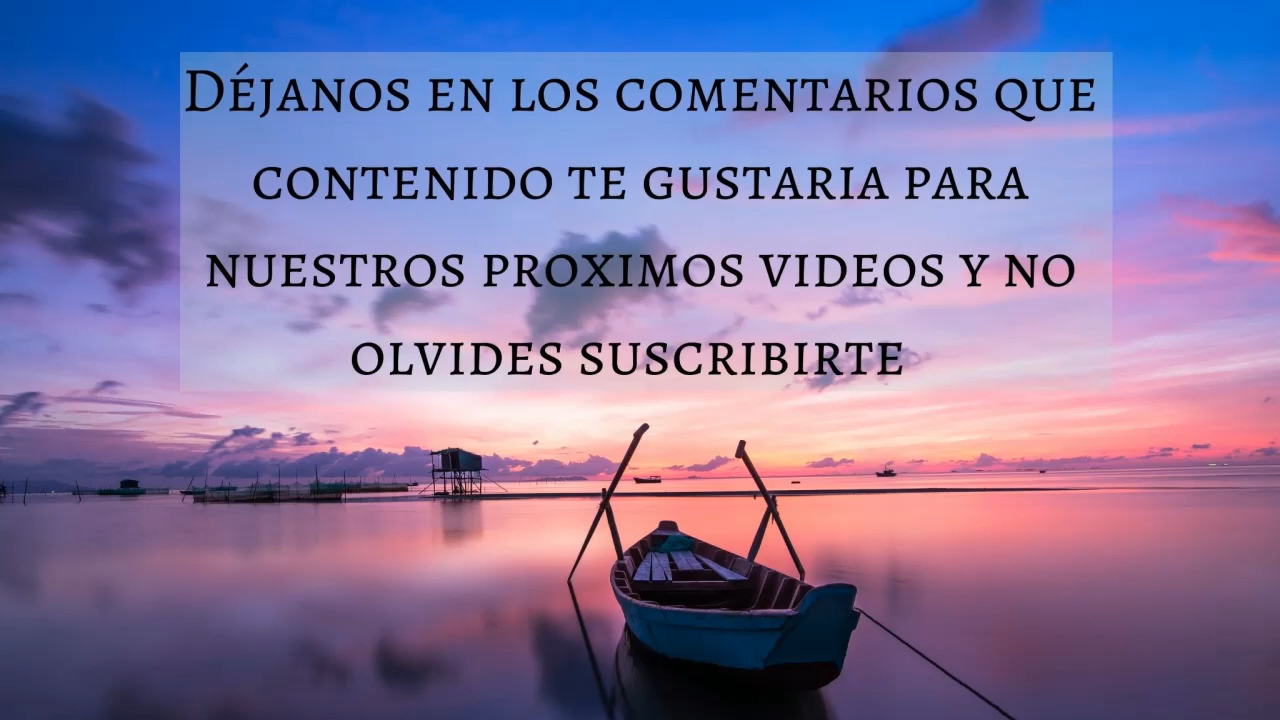 Déjanos en los comentarios que
contenido te gustaria para
nuestros proximos videos y no
olvides suscribirte